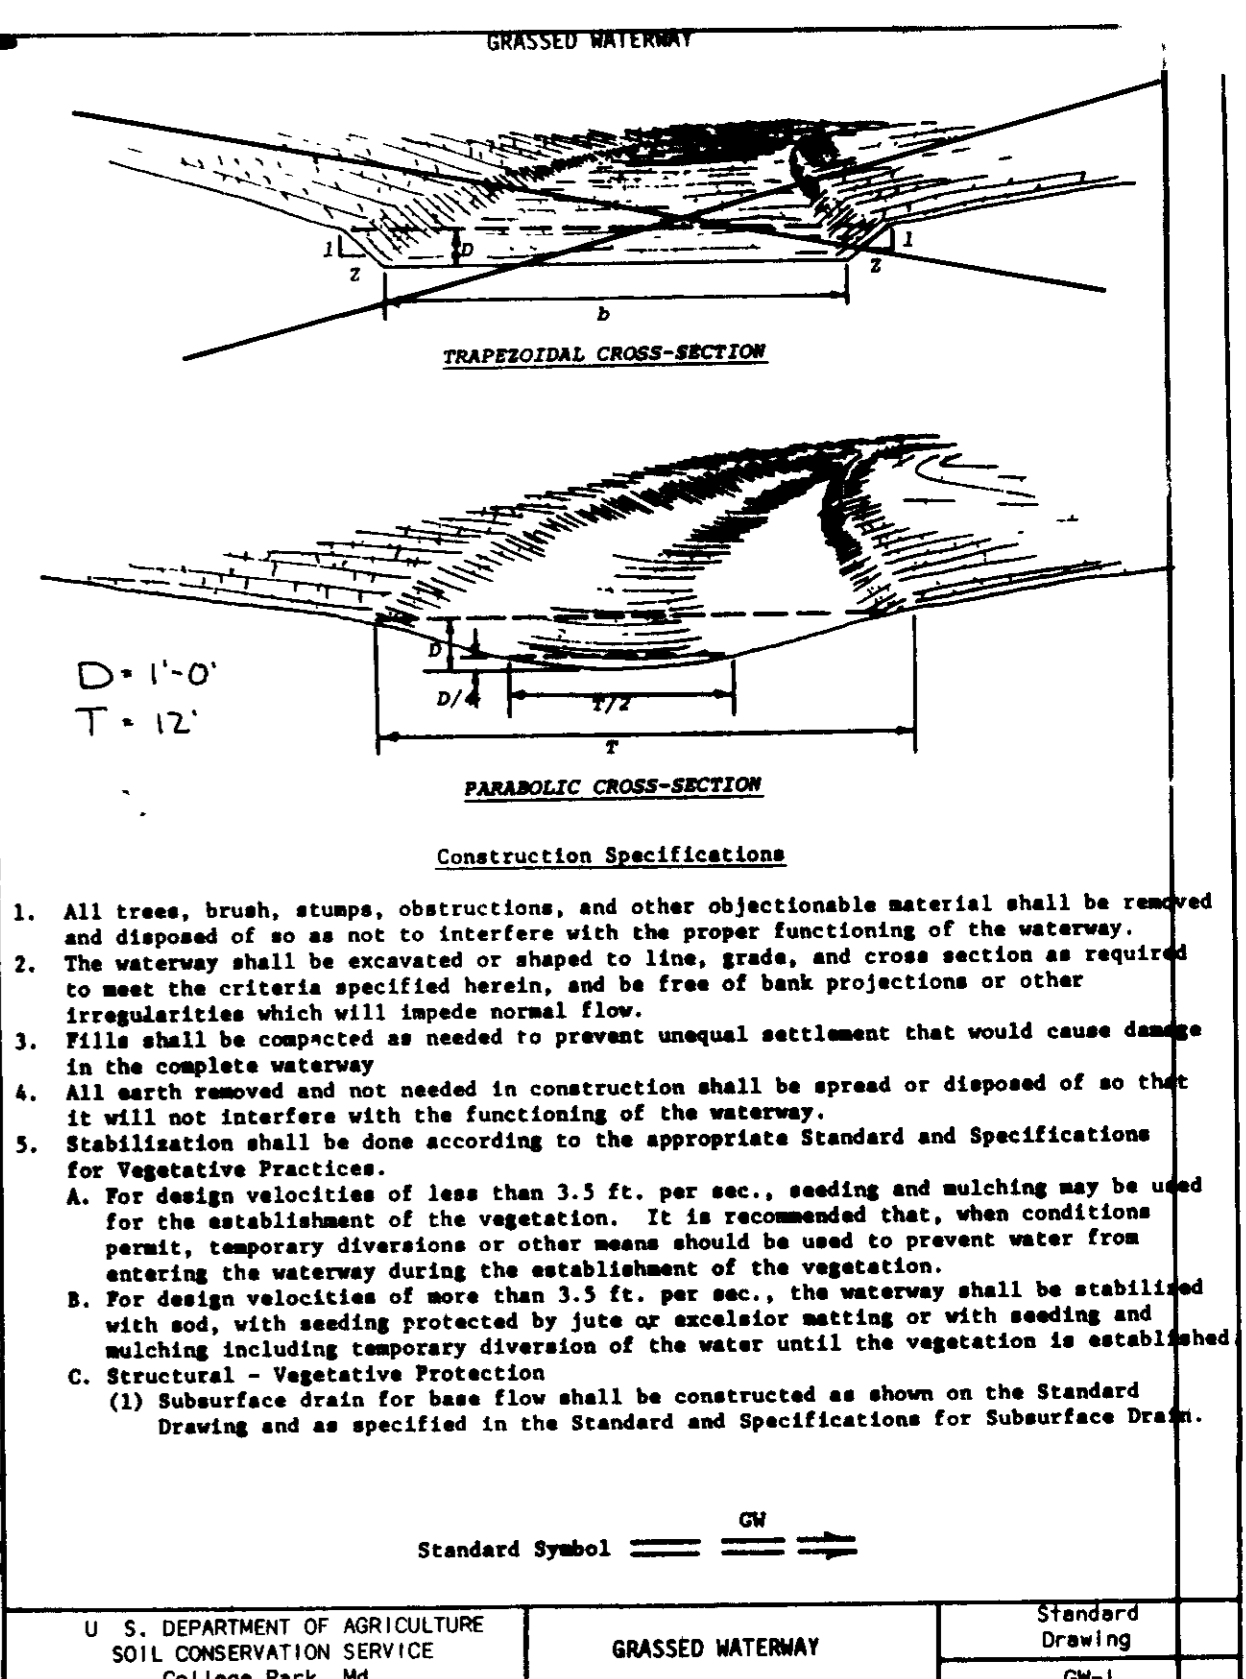 GRASSED WATERWAY
1
Z
D
1
Z
b
TRAPEZOIDAL CROSS-SECTION
D = 1'-0'
T = 12'
D
D/4
T/2
T
PARABOLIC CROSS-SECTION
Construction Specifications
1. All trees, brush, stumps, obstructions, and other objectionable material shall be removed
and disposed of so as not to interfere with the proper functioning of the waterway.
2. The waterway shall be excavated or shaped to line, grade, and cross section as required
to meet the criteria specified herein, and be free of bank projections or other
irregularities which will impede normal flow.
3. Fills shall be compacted as needed to prevent unequal settlement that would cause damage
in the complete waterway
4. All earth removed and not needed in construction shall be spread or disposed of so that
it will not interfere with the functioning of the waterway.
5. Stabilization shall be done according to the appropriate Standard and Specifications
for Vegetative Practices.
A. For design velocities of less than 3.5 ft. per sec., seeding and mulching may be used
for the establishment of the vegetation. It is recommended that, when conditions
permit, temporary diversions or other means should be used to prevent water from
entering the waterway during the establishment of the vegetation.
B. For design velocities of more than 3.5 ft. per sec., the waterway shall be stabilized
with sod, with seeding protected by jute or excelsior matting or with seeding and
mulching including temporary diversion of the water until the vegetation is established.
C. Structural - Vegetative Protection
(1) Subsurface drain for base flow shall be constructed as shown on the Standard
Drawing and as specified in the Standard and Specifications for Subsurface Drain.
GW
Standard Symbol
U S. DEPARTMENT OF AGRICULTURE
SOIL CONSERVATION SERVICE
College Park, Md.
GRASSED WATERWAY
Standard
Drawing
GW-1